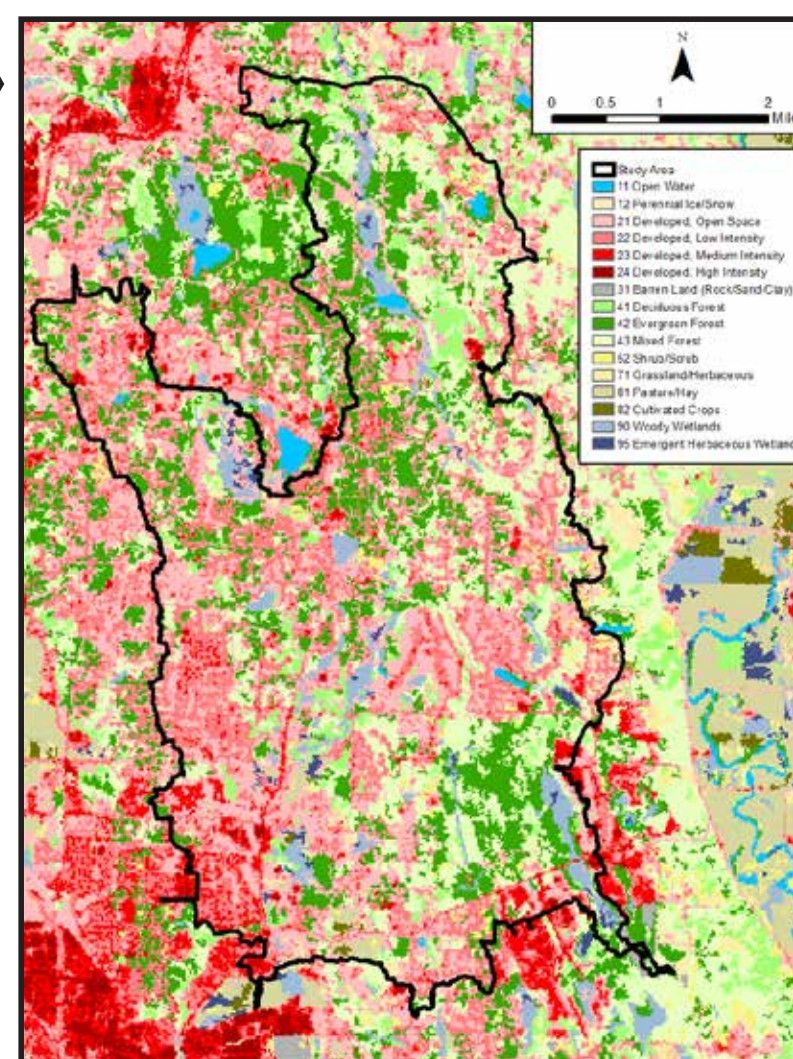 N
0 0.5 1 2
Mil
Study Area
11 Open Water
12 Perennial Ice/Snow
21 Developed, Open Space
22 Developed, Low Intensity
23 Developed, Medium Intensity
24 Developed, High Intensity
31 Barren Land (Rock/Sand/Clay)
41 Deciduous Forest
42 Evergreen Forest
43 Mixed Forest
52 Shrub/Scrub
71 Grassland/Herbaceous
81 Pasture/Hay
82 Cultivated Crops
90 Woody Wetlands
95 Emergent Herbaceous Wetland